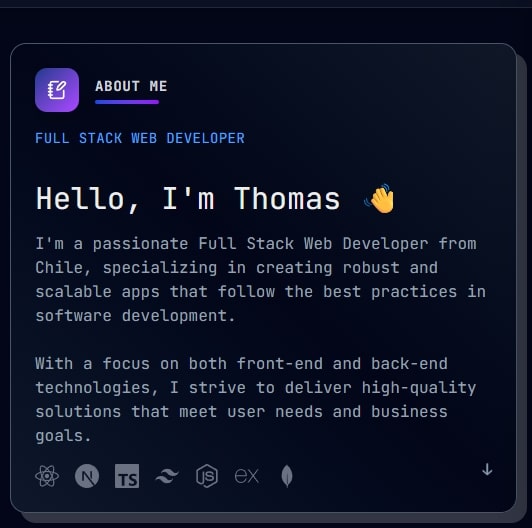 ABOUT ME
FULL STACK WEB DEVELOPER
Hello, I'm Thomas 👋
I'm a passionate Full Stack Web Developer from
Chile, specializing in creating robust and
scalable apps that follow the best practices in
software development.
With a focus on both front-end and back-end
technologies, I strive to deliver high-quality
solutions that meet user needs and business
goals.
N TS JS ex